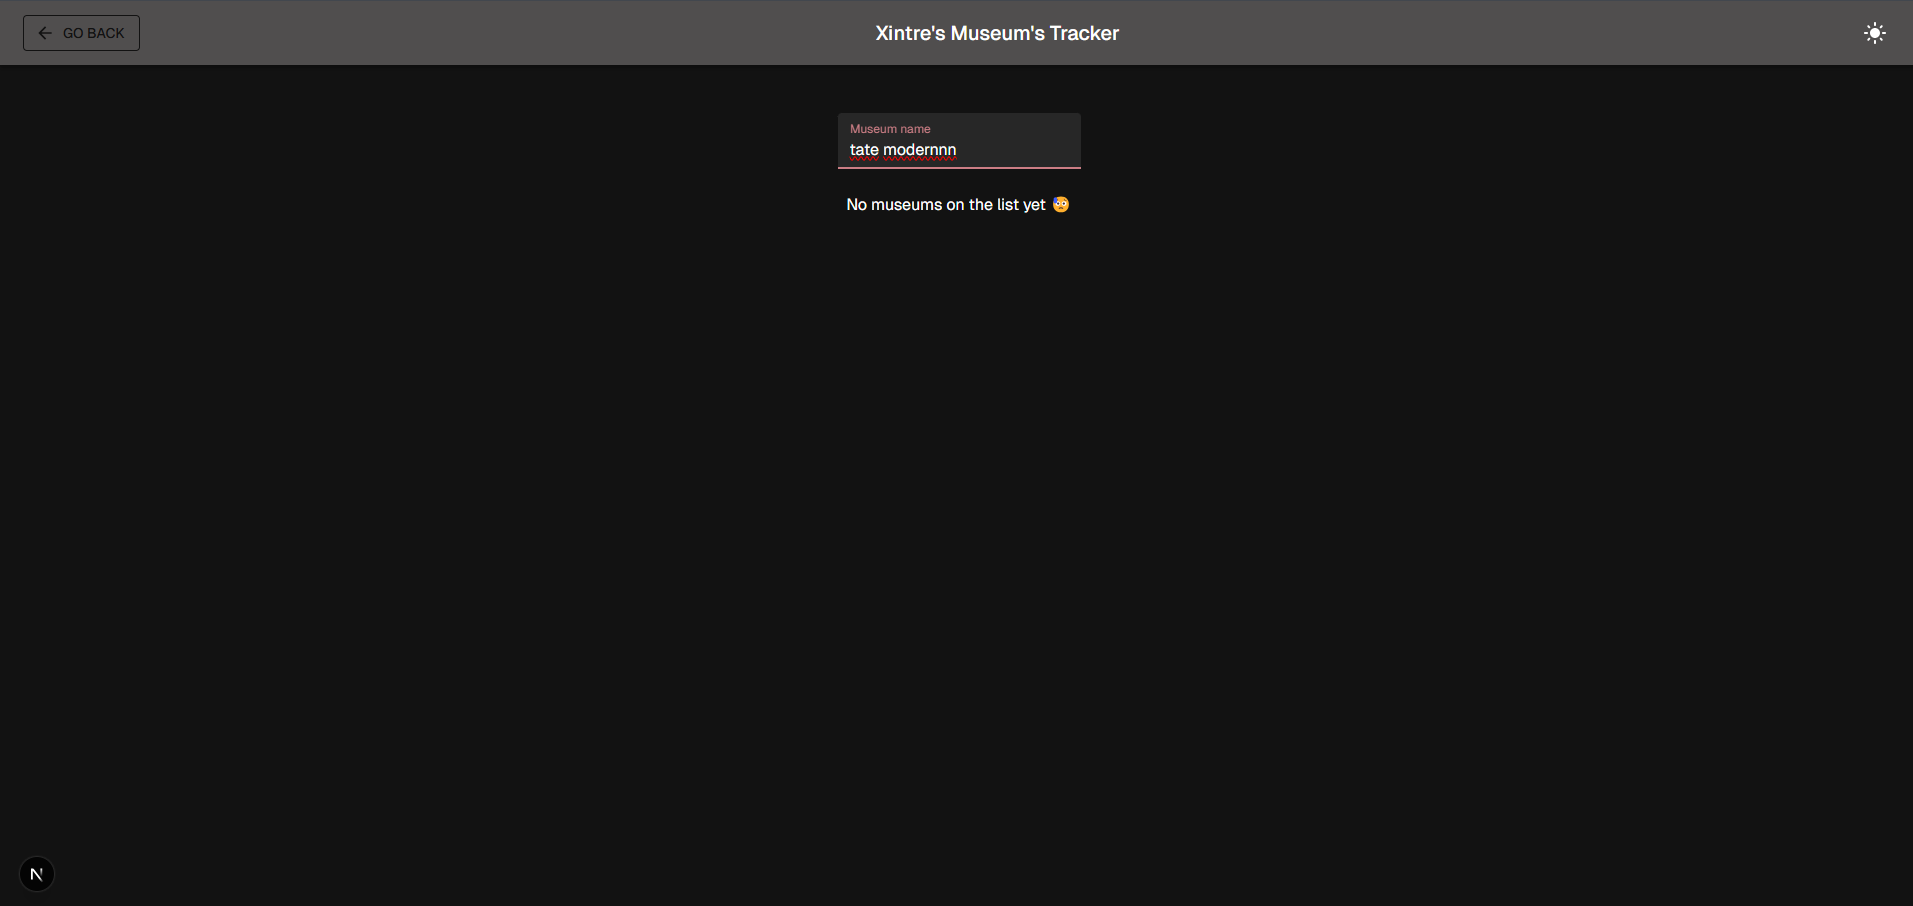 GO BACK
Xintre's Museum's Tracker
Museum name
tate modernnn
No museums on the list yet 😳
N